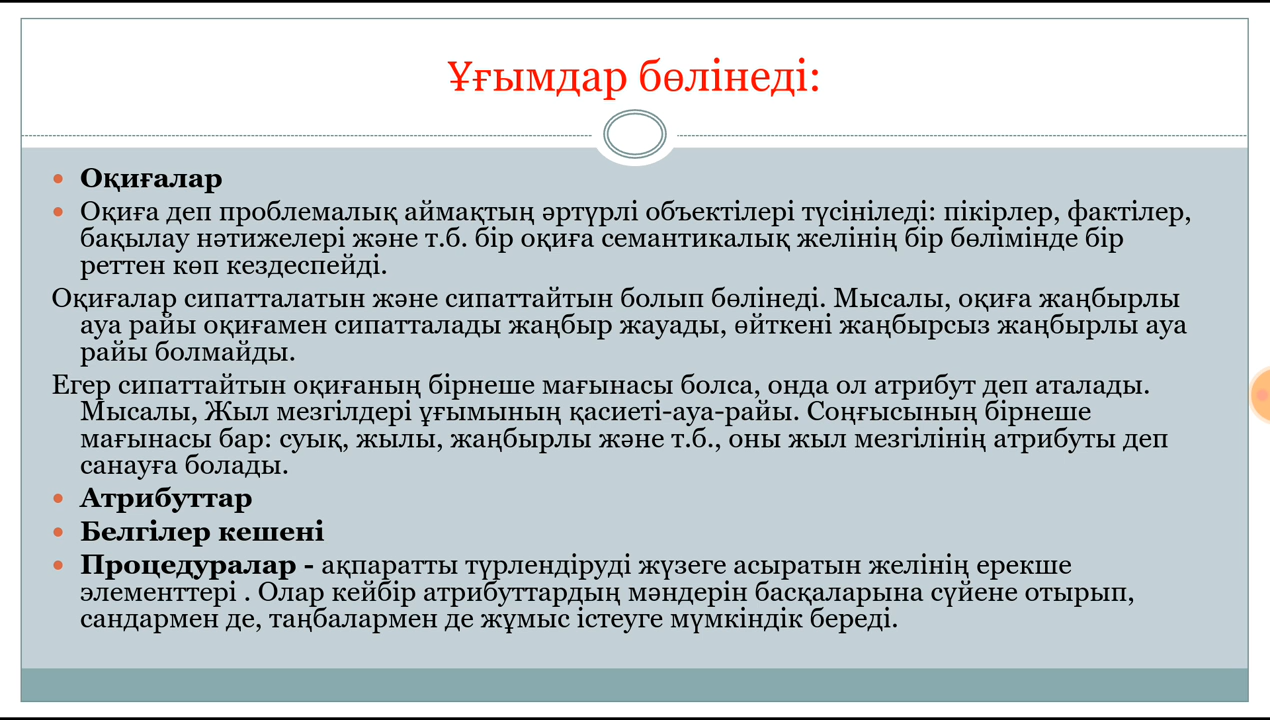 Ұғымдар бөлінеді:
• Оқиғалар
• Оқиға деп проблемалық аймақтың әртүрлі объектілері түсініледі: пікірлер, фактілер,
бақылау нәтижелері және т.б. бір оқиға семантикалық желінің бір бөлімінде бір
реттен көп кездеспейді.
Оқиғалар сипатталатын және сипаттайтын болып бөлінеді. Мысалы, оқиға жаңбырлы
ауа райы оқиғамен сипатталады жаңбыр жауады, өйткені жаңбырсыз жаңбырлы ауа
райы болмайды.
Егер сипаттайтын оқиғаның бірнеше мағынасы болса, онда ол атрибут деп аталады.
Мысалы, Жыл мезгілдері ұғымының қасиеті-ауа-райы. Соңғысының бірнеше
мағынасы бар: суық, жылы, жаңбырлы және т.б., оны жыл мезгілінің атрибуты деп
санауға болады.
• Атрибуттар
• Белгілер кешені
• Процедуралар - ақпаратты түрлендіруді жүзеге асыратын желінің ерекше
элементтері . Олар кейбір атрибуттардың мәндерін басқаларына сүйене отырып,
сандармен де, таңбалармен де жұмыс істеуге мүмкіндік береді.